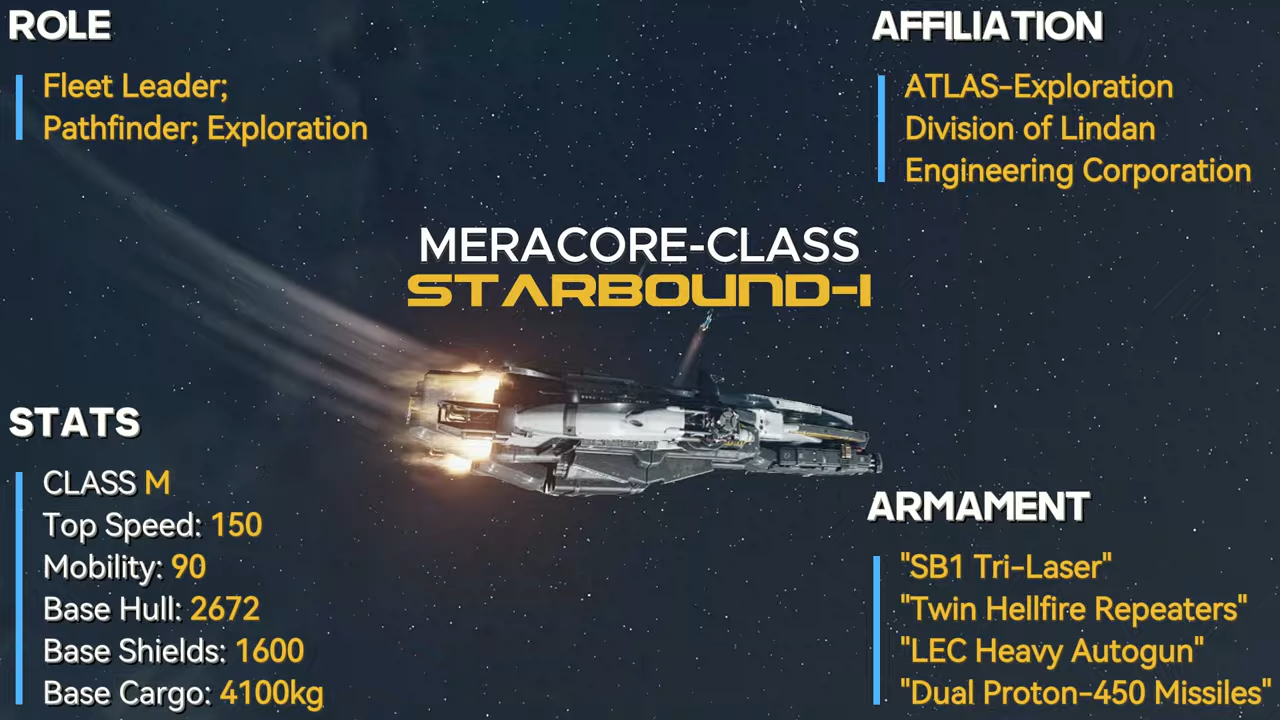 ROLE
Fleet Leader;
Pathfinder; Exploration
AFFILIATION
ATLAS-Exploration
Division of Lindan
Engineering Corporation
MERACORE-CLASS
STARBOUND-I
STATS
CLASS M
Top Speed: 150
Mobility: 90
Base Hull: 2672
Base Shields: 1600
Base Cargo: 4100kg
ARMAMENT
"SB1 Tri-Laser"
"Twin Hellfire Repeaters"
"LEC Heavy Autogun"
"Dual Proton-450 Missiles"